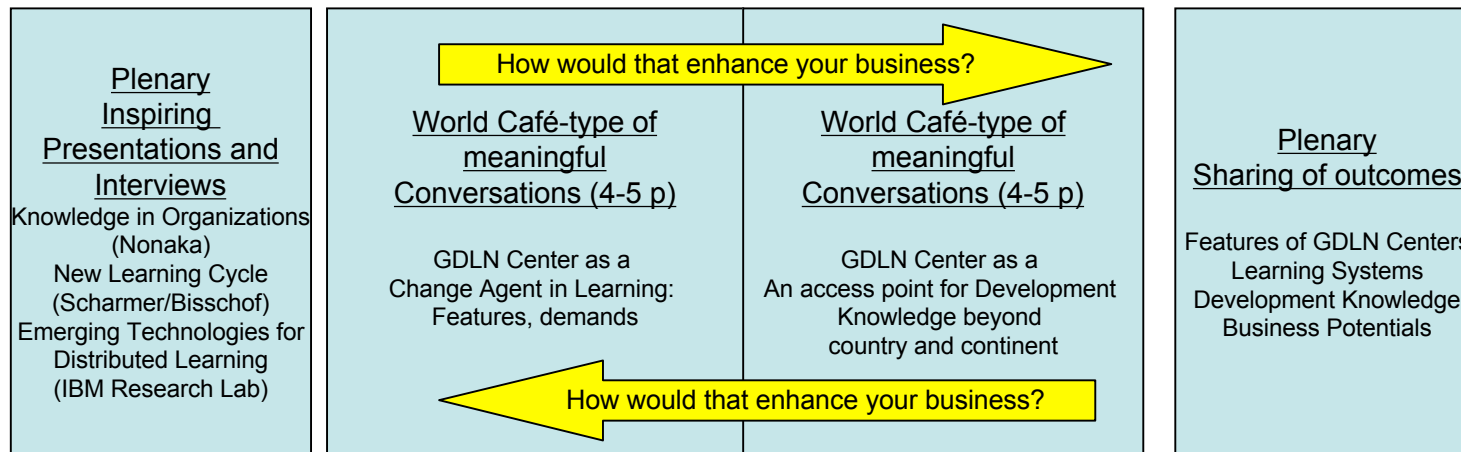 Plenary
Inspiring
Presentations and
Interviews
Knowledge in Organizations
(Nonaka)
New Learning Cycle
(Scharmer/Bisschof)
Emerging Technologies for
Distributed Learning
(IBM Research Lab)
How would that enhance your business?
World Café-type of
meaningful
Conversations (4-5 p)
GDLN Center as a
Change Agent in Learning:
Features, demands
World Café-type of
meaningful
Conversations (4-5 p)
GDLN Center as a
An access point for Development
Knowledge beyond
country and continent
How would that enhance your business?
Plenary
Sharing of outcomes
Features of GDLN Centers
Learning Systems
Development Knowledge
Business Potentials